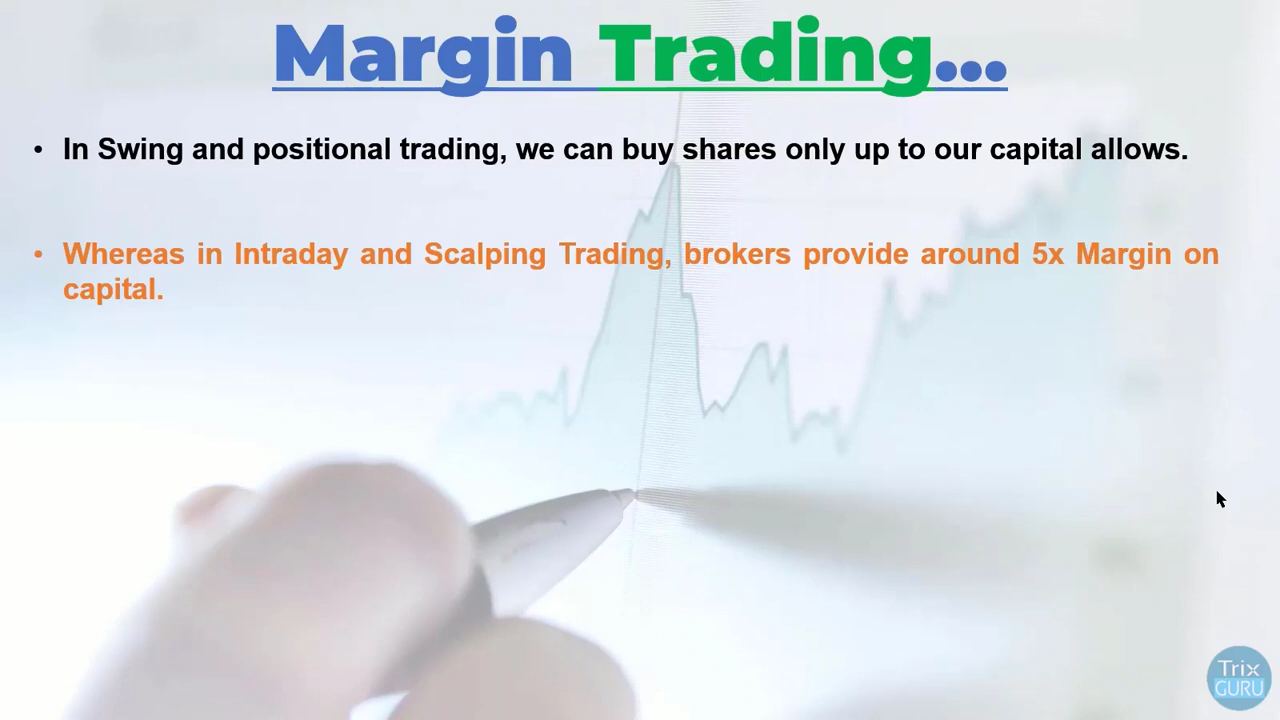 Margin Trading...
• In Swing and positional trading, we can buy shares only up to our capital allows.
• Whereas in Intraday and Scalping Trading, brokers provide around 5x Margin on
capital.
Trix
GURU